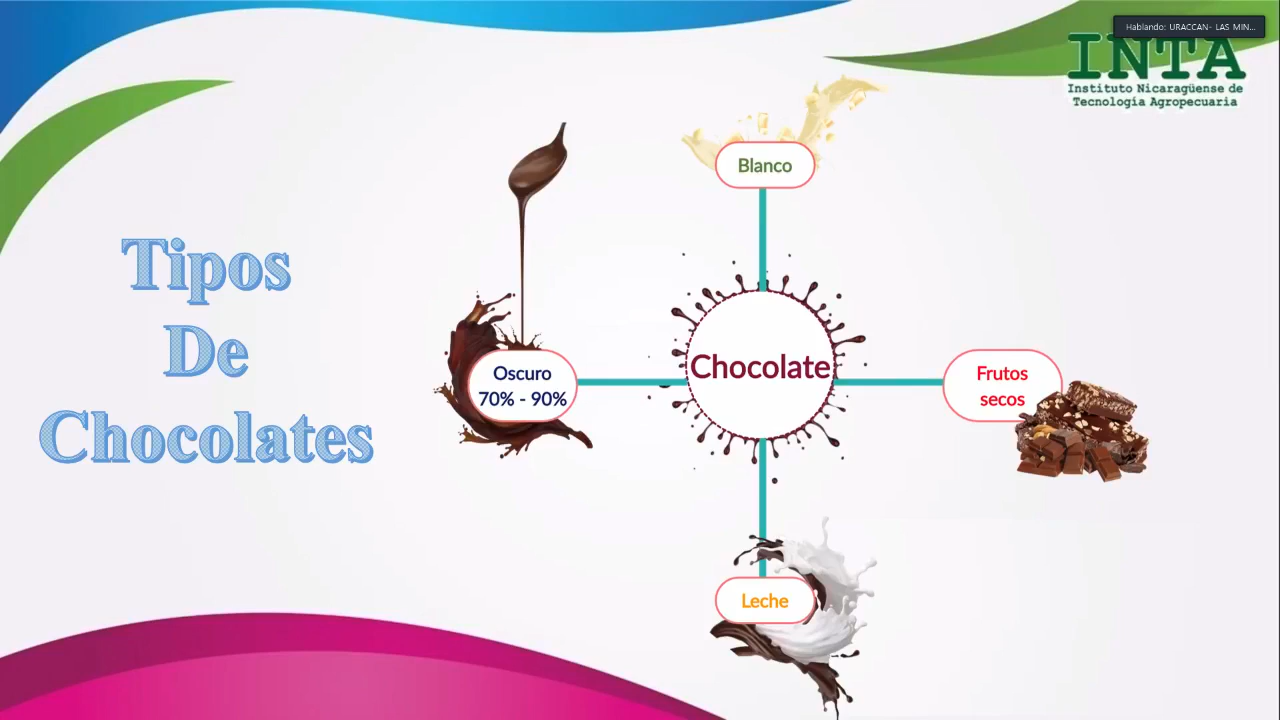 Hablando: URACCAN- LAS MIN...
INTA
Instituto Nicaragüense de
Tecnología Agropecuaria
Tipos
De
Chocolates
Blanco
Oscuro
70% - 90%
Chocolate
Frutos
secos
Leche